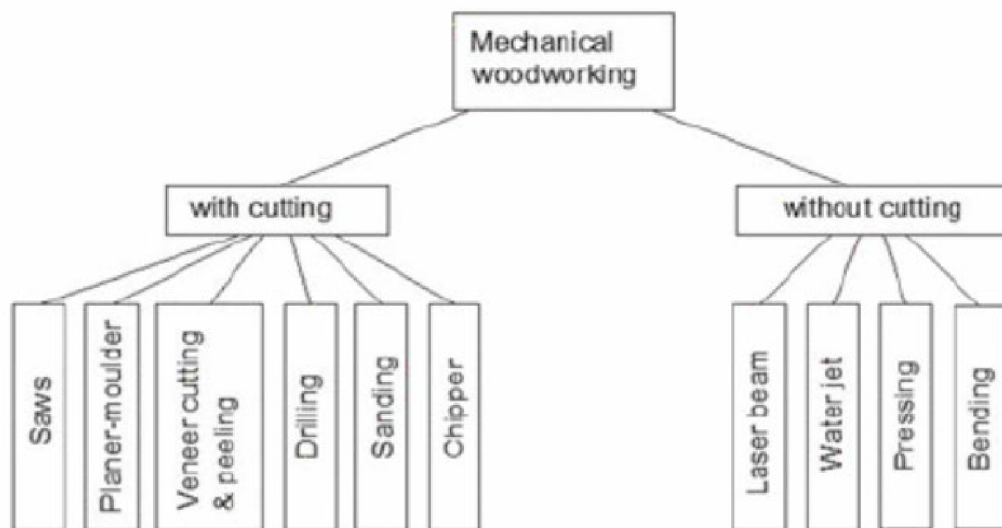 Mechanical
woodworking
with cutting
without cutting
Saws
Planer-moulder
Veneer cutting
& peeling
Drilling
Sanding
Chipper
Laser beam
Water jet
Pressing
Bending